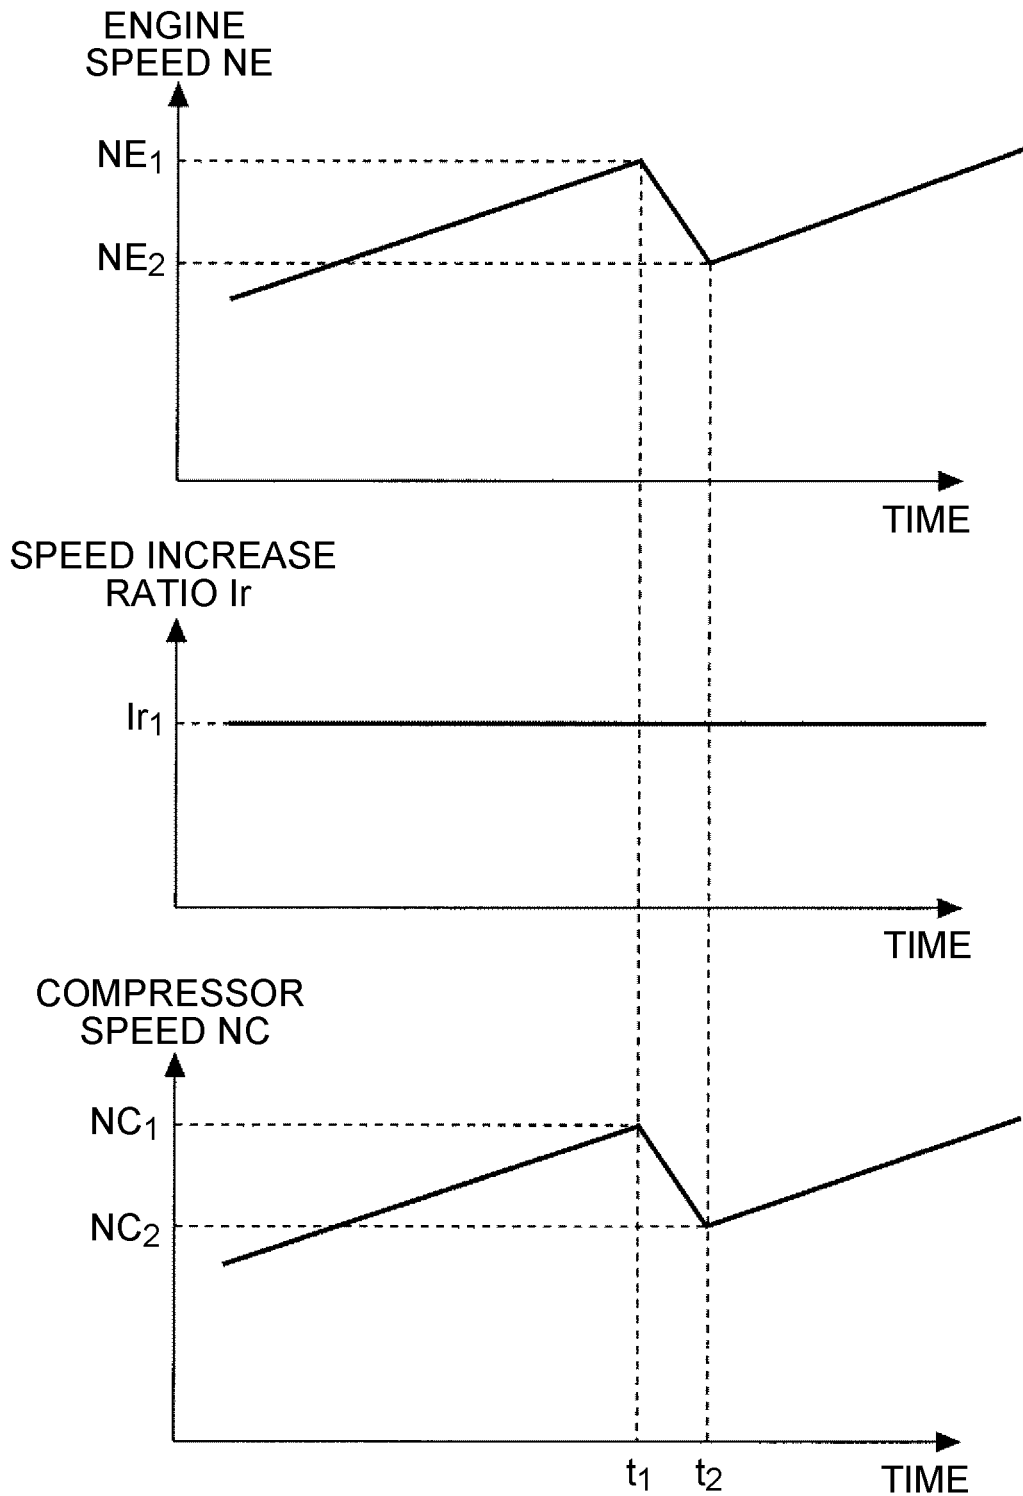 ENGINE
SPEED NE
NE1
NE2
TIME
SPEED INCREASE
RATIO Ir
Ir1
TIME
COMPRESSOR
SPEED NC
NC1
NC2
t1 t2 TIME